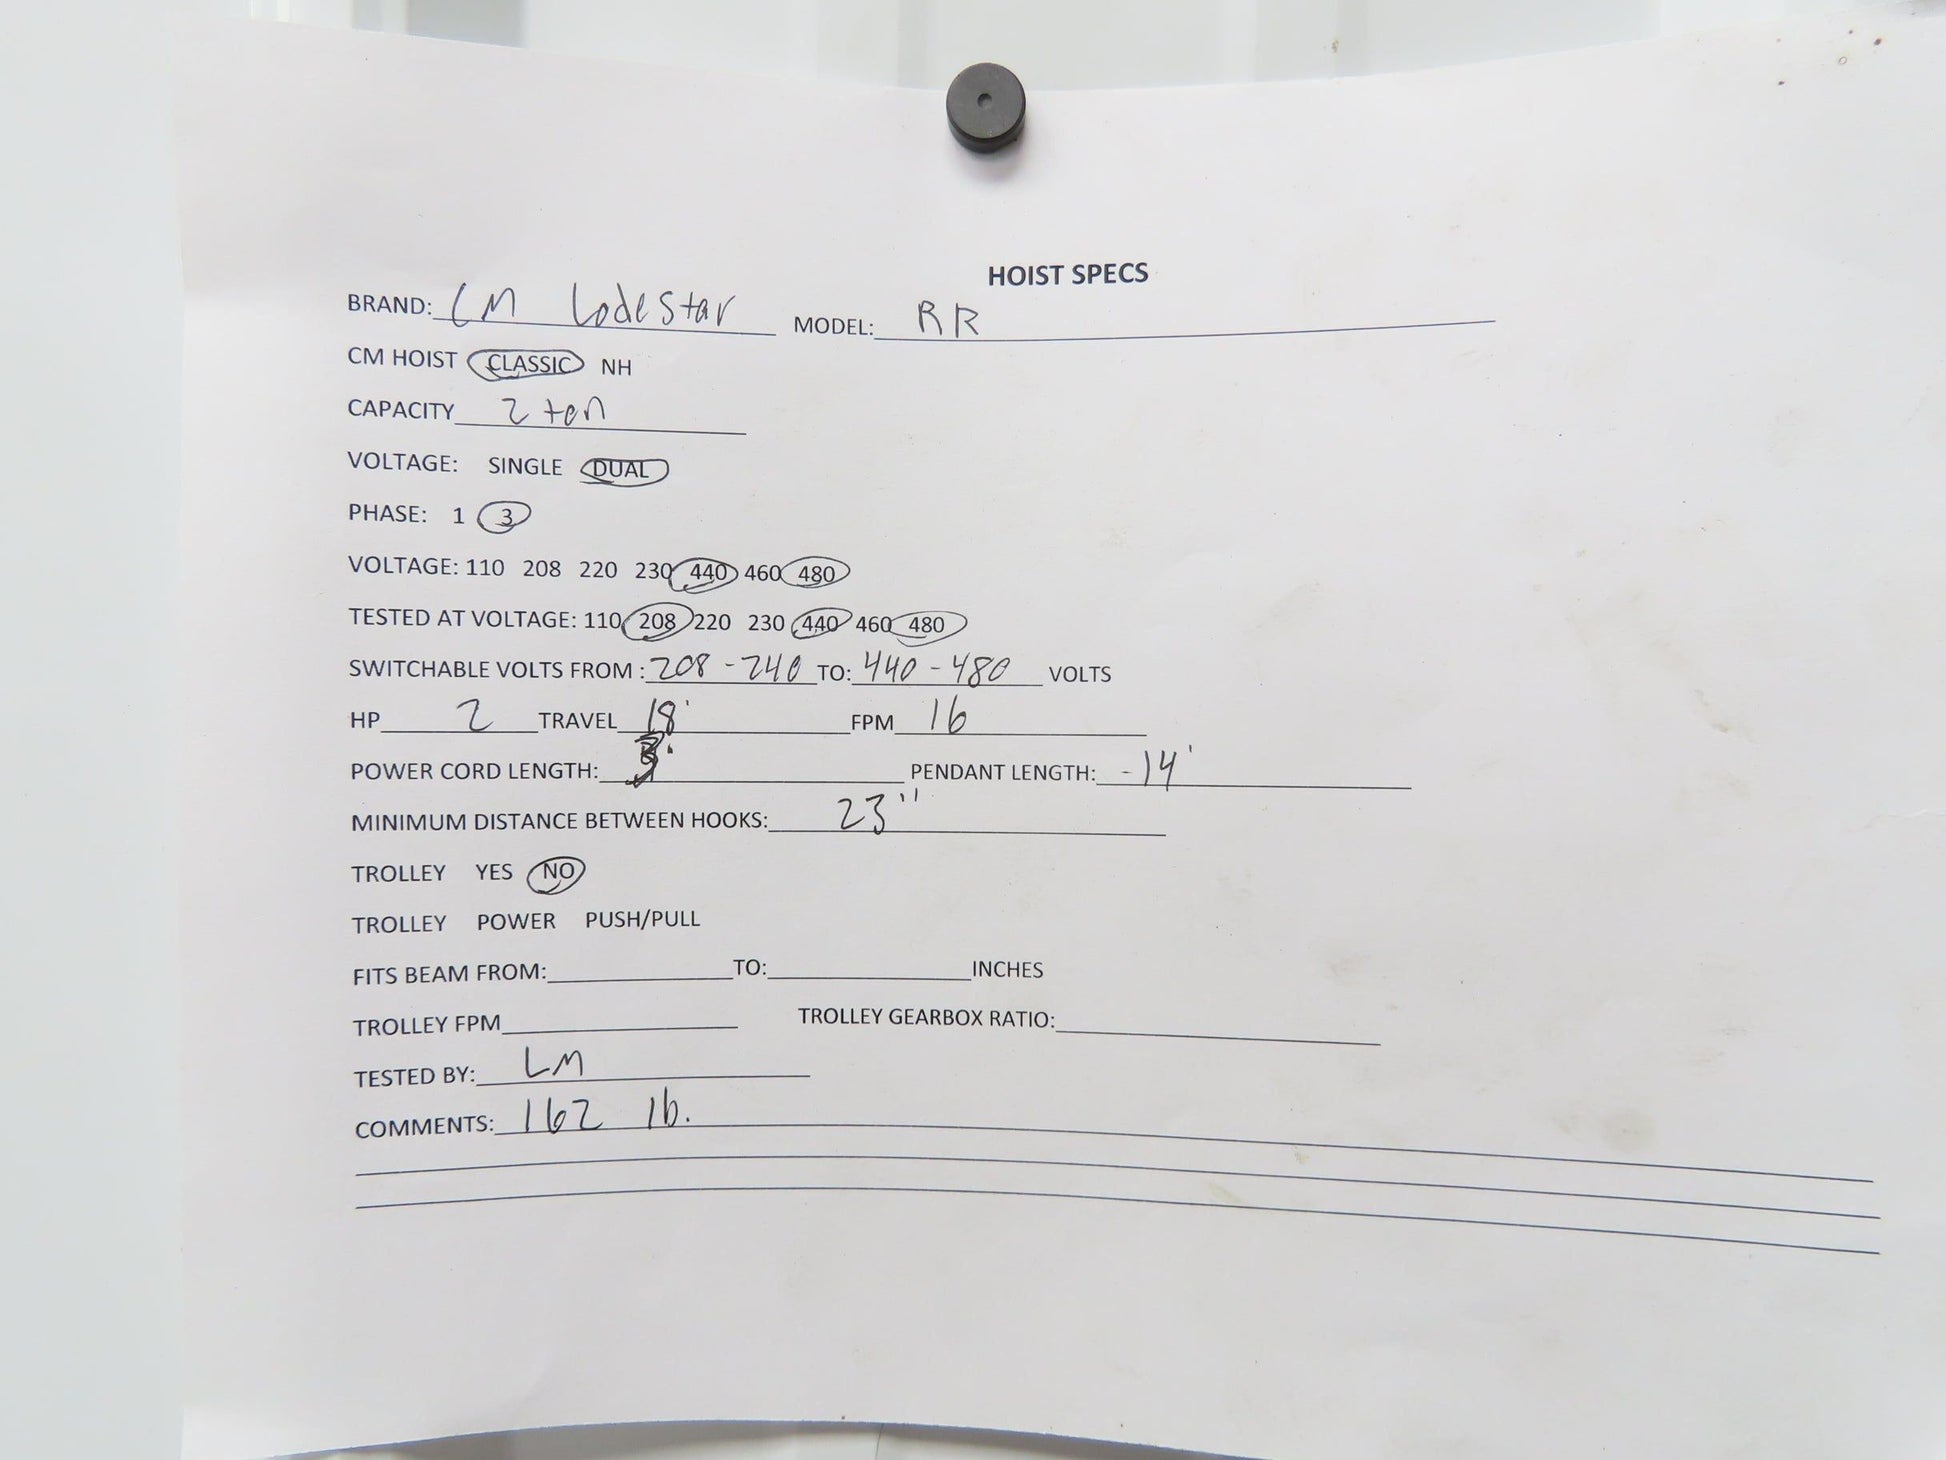 HOIST SPECS
BRAND: CM Lodestar MODEL: RR
CM HOIST CLASSIC NH
CAPACITY 2 ton
VOLTAGE: SINGLE DUAL
PHASE: 1 3
VOLTAGE: 110 208 220 230 440 460 480
TESTED AT VOLTAGE: 110 208 220 230 440 460 480
SWITCHABLE VOLTS FROM : 208 - 240 TO: 440 - 480 VOLTS
HP 2 TRAVEL 18' FPM 16
POWER CORD LENGTH: PENDANT LENGTH: -14'
MINIMUM DISTANCE BETWEEN HOOKS: 23"
TROLLEY YES NO
TROLLEY POWER PUSH/PULL
FITS BEAM FROM: TO: INCHES
TROLLEY FPM TROLLEY GEARBOX RATIO:
TESTED BY: LM
COMMENTS: 162 lb.